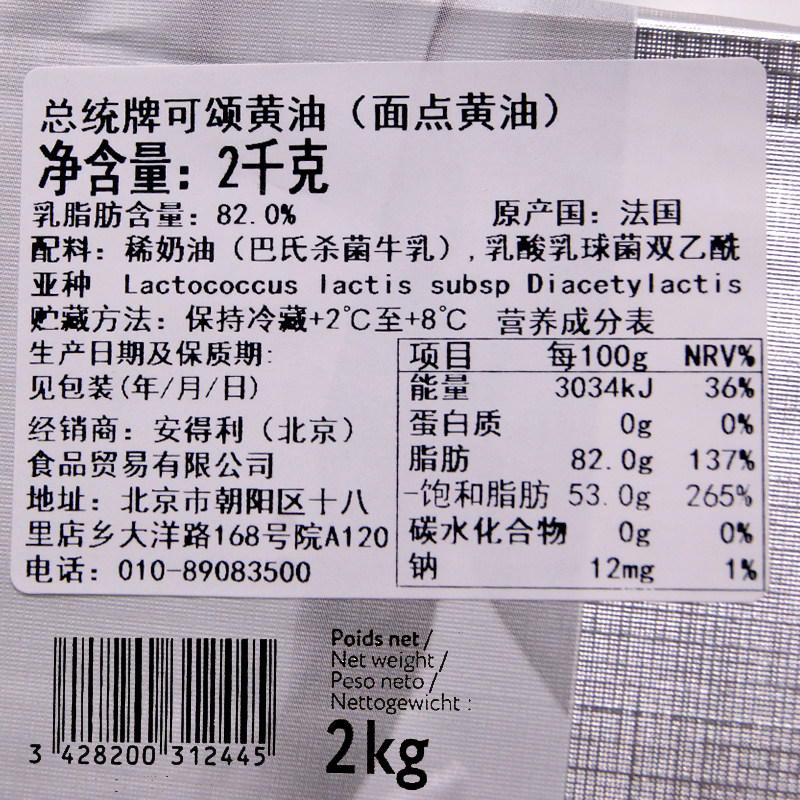 总统牌可颂黄油（面点黄油）
净含量：2千克
乳脂肪含量：82.0% 原产国：法国
配料：稀奶油（巴氏杀菌牛乳）,乳酸乳球菌双乙酰
亚种 Lactococcus lactis subsp Diacetylactis
贮藏方法：保持冷藏+2℃至+8℃ 营养成分表
生产日期及保质期:
见包装(年/月/日)
经销商：安得利（北京）
食品贸易有限公司
地址：北京市朝阳区十八
里店乡大洋路168号院A120
电话：010-89083500
项目 每100g NRV%
能量 3034kJ 36%
蛋白质 0g 0%
脂肪 82.0g 137%
-饱和脂肪 53.0g 265%
碳水化合物 0g 0%
钠 12mg 1%
3 428200 312445
Poids net /
Net weight /
Peso neto /
Nettogewicht :
2kg